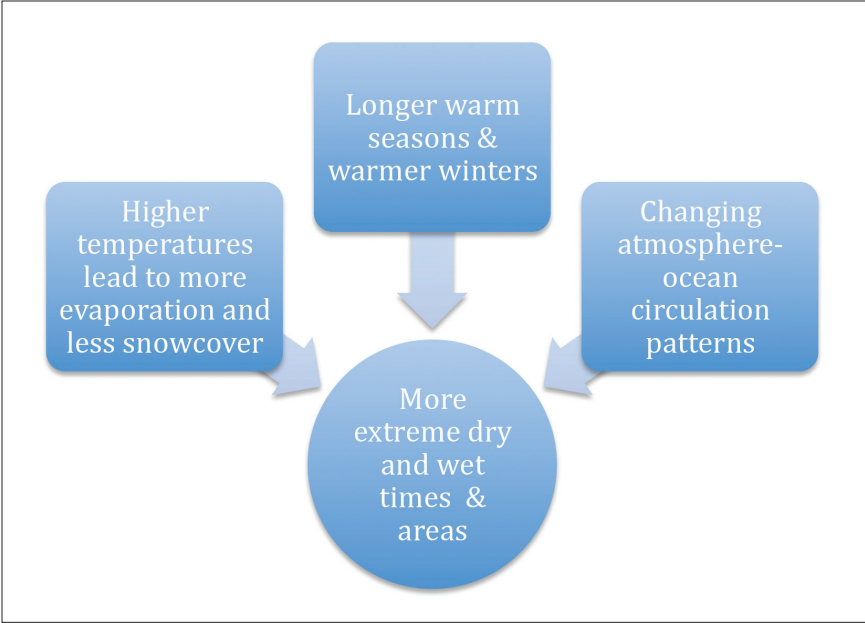 Longer warm
seasons &
warmer winters
Higher
temperatures
lead to more
evaporation and
less snowcover
Changing
atmosphere-
ocean
circulation
patterns
More
extreme dry
and wet
times &
areas